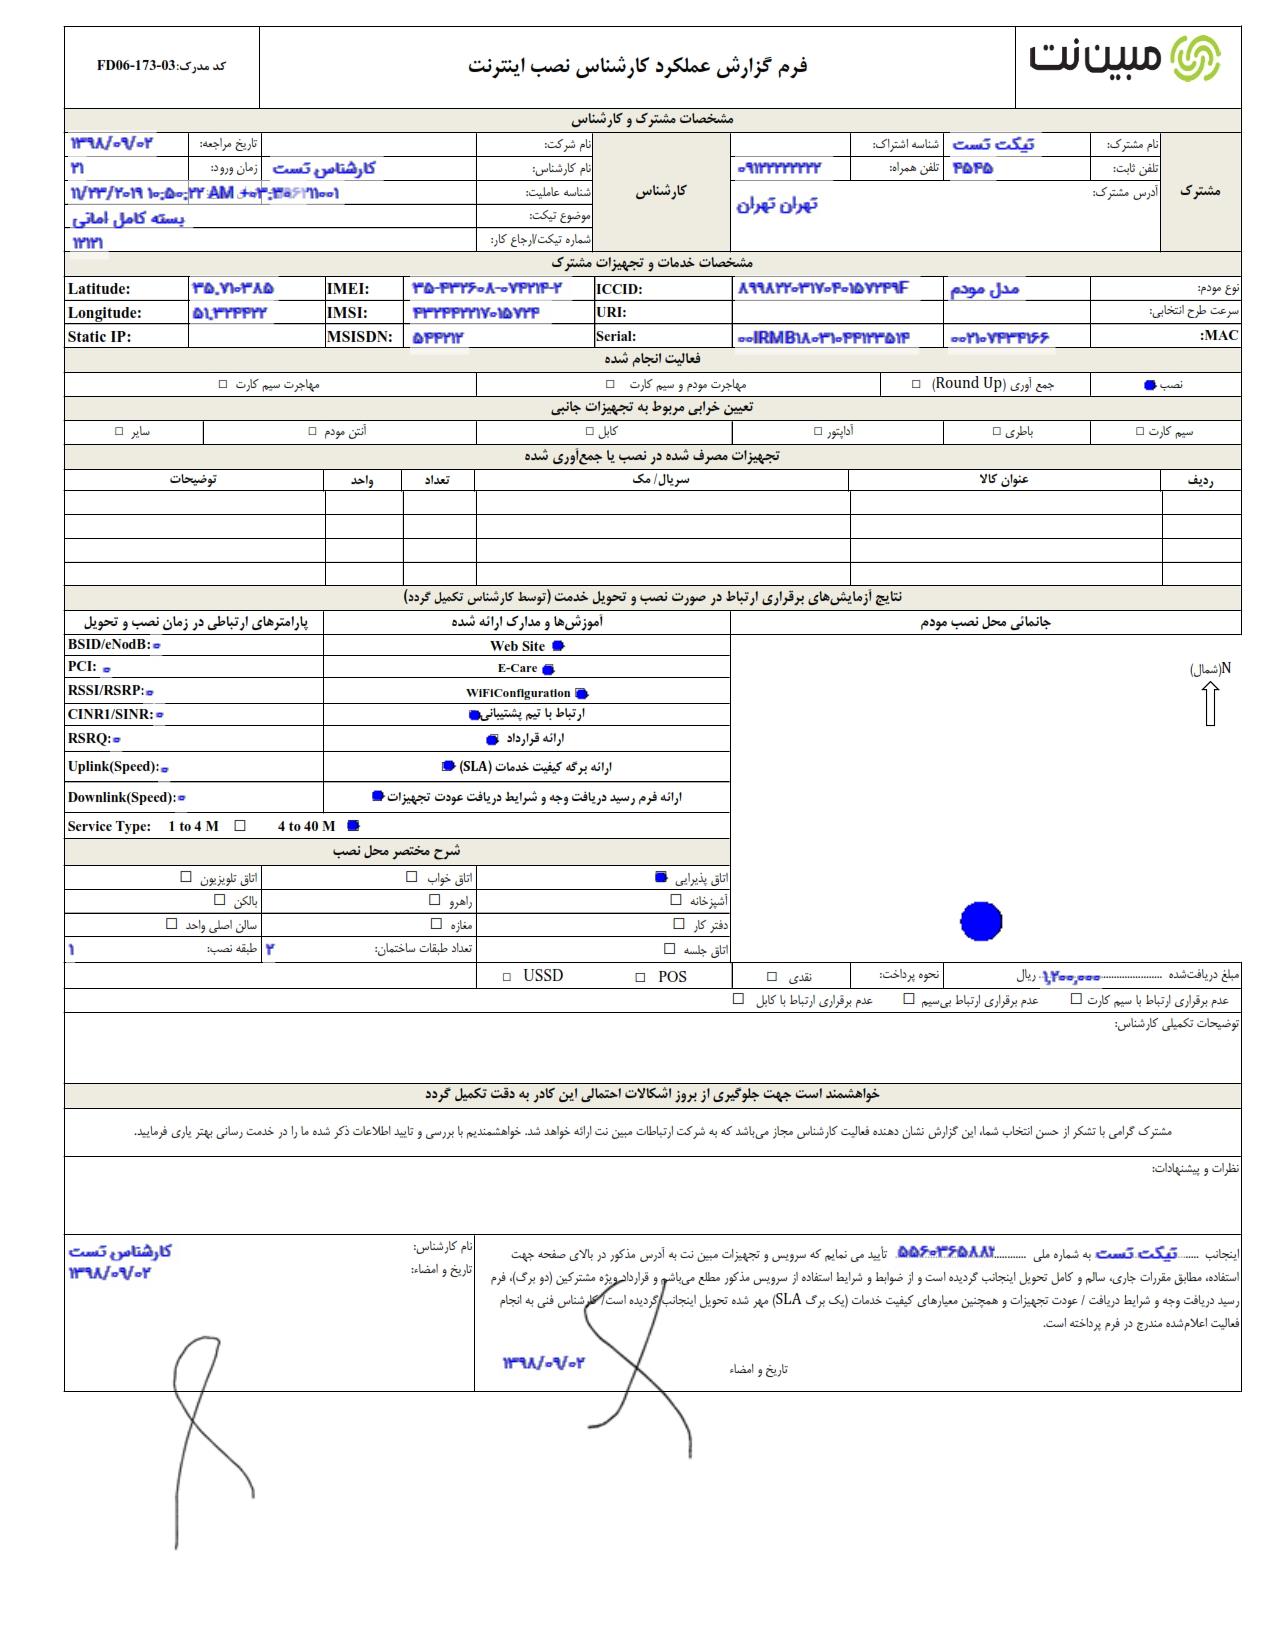 مبین نت
فرم گزارش عملکرد کارشناس نصب اینترنت
کد مدرک:FD06-173-03
مشخصات مشترک و کارشناس
مشترک
نام مشترک: تیکت تست شناسه اشتراک:
تلفن ثابت: ۴۵۴۵ تلفن همراه: ۰۹۱۲۲۲۲۲۲۲۲
آدرس مشترک: تهران تهران
کارشناس
نام شرکت: تاریخ مراجعه: ۱۳۹۸/۰۹/۰۲
نام کارشناس: کارشناس تست زمان ورود: ۲۱
شناسه عاملیت: ۱۱/۲۳/۲۰۱۹ ۱۰:۵۰:۲۲ AM +۰۳:۳۰
موضوع تیکت: بسته کامل امانی
شماره تیکت/ارجاع کار: ۱۲۱۲۱
مشخصات خدمات و تجهیزات مشترک
نوع مودم: مدل مودم ICCID: ۸۹۹۸۲۲۰۳۱۷۰۴۰۱۵۷۲۴۹F IMEI: ۳۵-۴۳۲۶۰۸-۰۷۴۲۱۴-۲ Latitude: ۳۵.۷۱۰۳۸۵
سرعت طرح انتخابی: URI: IMSI: ۴۳۲۴۴۲۲۱۷۰۱۵۷۲۴ Longitude: ۵۱.۳۲۴۴۲۲
MAC: ۰۰۲۱۰۷۴۳۴۱۶۶ Serial: ۰۰IRMB۱۸۰۳۱۰۴۴۱۲۳۵۱۴ MSISDN: ۵۴۴۲۱۲ Static IP:
فعالیت انجام شده
نصب جمع آوری (Round Up) مهاجرت مودم و سیم کارت مهاجرت سیم کارت
تعیین خرابی مربوط به تجهیزات جانبی
سیم کارت باطری آداپتور کابل آنتن مودم سایر
تجهیزات مصرف شده در نصب یا جمع‌آوری شده
ردیف عنوان کالا سریال/ مک تعداد واحد توضیحات
نتایج آزمایش‌های برقراری ارتباط در صورت نصب و تحویل خدمت (توسط کارشناس تکمیل گردد)
جانمائی محل نصب مودم آموزش‌ها و مدارک ارائه شده پارامترهای ارتباطی در زمان نصب و تحویل
N(شمال)
Web Site BSID/eNodB: ۰
E-Care PCI: ۰
WiFiConfiguration RSSI/RSRP: ۰
ارتباط با تیم پشتیبانی CINR1/SINR: ۰
ارائه قرارداد RSRQ: ۰
ارائه برگه کیفیت خدمات (SLA) Uplink(Speed): ۰
ارائه فرم رسید دریافت وجه و شرایط دریافت عودت تجهیزات Downlink(Speed): ۰
Service Type: 1 to 4 M 4 to 40 M
شرح مختصر محل نصب
اتاق پذیرایی اتاق خواب اتاق تلویزیون
آشپزخانه راهرو بالکن
دفتر کار مغازه سالن اصلی واحد
اتاق جلسه تعداد طبقات ساختمان: ۲ طبقه نصب: ۱
مبلغ دریافت‌شده ۱,۲۰۰,۰۰۰ ریال نحوه پرداخت: نقدی POS USSD
عدم برقراری ارتباط با سیم کارت عدم برقراری ارتباط بی‌سیم عدم برقراری ارتباط با کابل
توضیحات تکمیلی کارشناس:
خواهشمند است جهت جلوگیری از بروز اشکالات احتمالی این کادر به دقت تکمیل گردد
مشترک گرامی با تشکر از حسن انتخاب شما، این گزارش نشان دهنده فعالیت کارشناس مجاز می‌باشد که به شرکت ارتباطات مبین نت ارائه خواهد شد. خواهشمندیم با بررسی و تایید اطلاعات ذکر شده ما را در خدمت رسانی بهتر یاری فرمایید.
نظرات و پیشنهادات:
اینجانب تیکت تست به شماره ملی ۵۵۶۰۳۶۵۸۸۲ تأیید می نمایم که سرویس و تجهیزات مبین نت به آدرس مذکور در بالای صفحه جهت
استفاده، مطابق مقررات جاری، سالم و کامل تحویل اینجانب گردیده است و از ضوابط و شرایط استفاده از سرویس مذکور مطلع می‌باشم و قرارداد ویژه مشترکین (دو برگ)، فرم
رسید دریافت وجه و شرایط دریافت / عودت تجهیزات و همچنین معیارهای کیفیت خدمات (یک برگ SLA) مهر شده تحویل اینجانب گردیده است/ کارشناس فنی به انجام
فعالیت اعلام‌شده مندرج در فرم پرداخته است.
تاریخ و امضاء ۱۳۹۸/۰۹/۰۲
نام کارشناس: کارشناس تست
تاریخ و امضاء: ۱۳۹۸/۰۹/۰۲